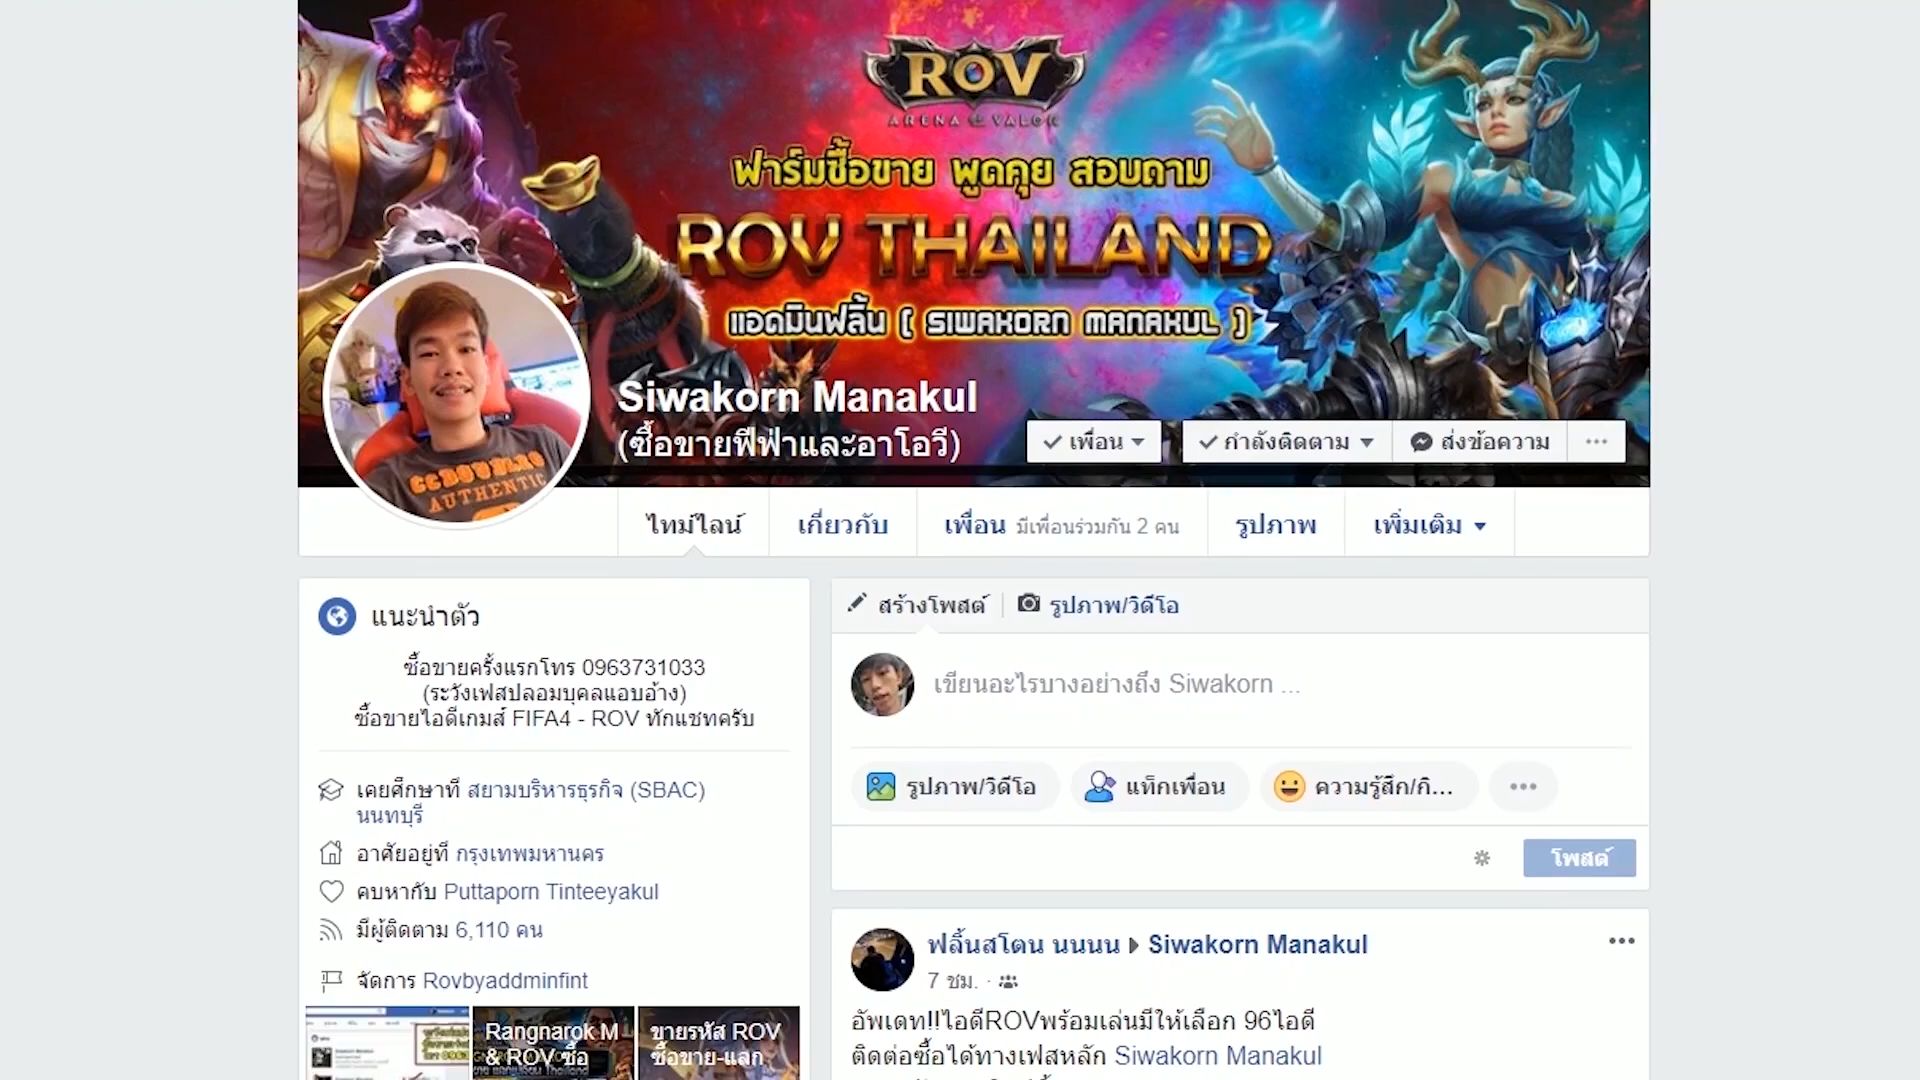 ROV
ARENA OF VALOR
ฟาร์มซื้อขาย พูดคุย สอบถาม
ROV THAILAND
แอดมินฟลิ้น ( SIWAKORN MANAKUL )
Siwakorn Manakul
(ซื้อขายฟีฟ่าและอาโอวี)
เพื่อน
กำลังติดตาม
ส่งข้อความ
AUTHENTIC
ไทม์ไลน์
เกี่ยวกับ
เพื่อน มีเพื่อนร่วมกัน 2 คน
รูปภาพ
เพิ่มเติม
แนะนำตัว
ซื้อขายครั้งแรกโทร 0963731033
(ระวังเฟสปลอมบุคลแอบอ้าง)
ซื้อขายไอดีเกมส์ FIFA4 - ROV ทักแชทครับ
เคยศึกษาที่ สยามบริหารธุรกิจ (SBAC)
นนทบุรี
อาศัยอยู่ที่ กรุงเทพมหานคร
คบหากับ Puttaporn Tinteeyakul
มีผู้ติดตาม 6,110 คน
จัดการ Rovbyaddminfint
Rangnarok M
& ROV ซื้อ
ขายรหัส ROV
ซื้อขาย-แลก
สร้างโพสต์
รูปภาพ/วิดีโอ
เขียนอะไรบางอย่างถึง Siwakorn ...
รูปภาพ/วิดีโอ
แท็กเพื่อน
ความรู้สึก/กิ...
โพสต์
ฟลิ้นสโตน นนนน Siwakorn Manakul
7 ชม. ·
อัพเดท!!ไอดีROVพร้อมเล่นมีให้เลือก 96ไอดี
ติดต่อซื้อได้ทางเฟสหลัก Siwakorn Manakul